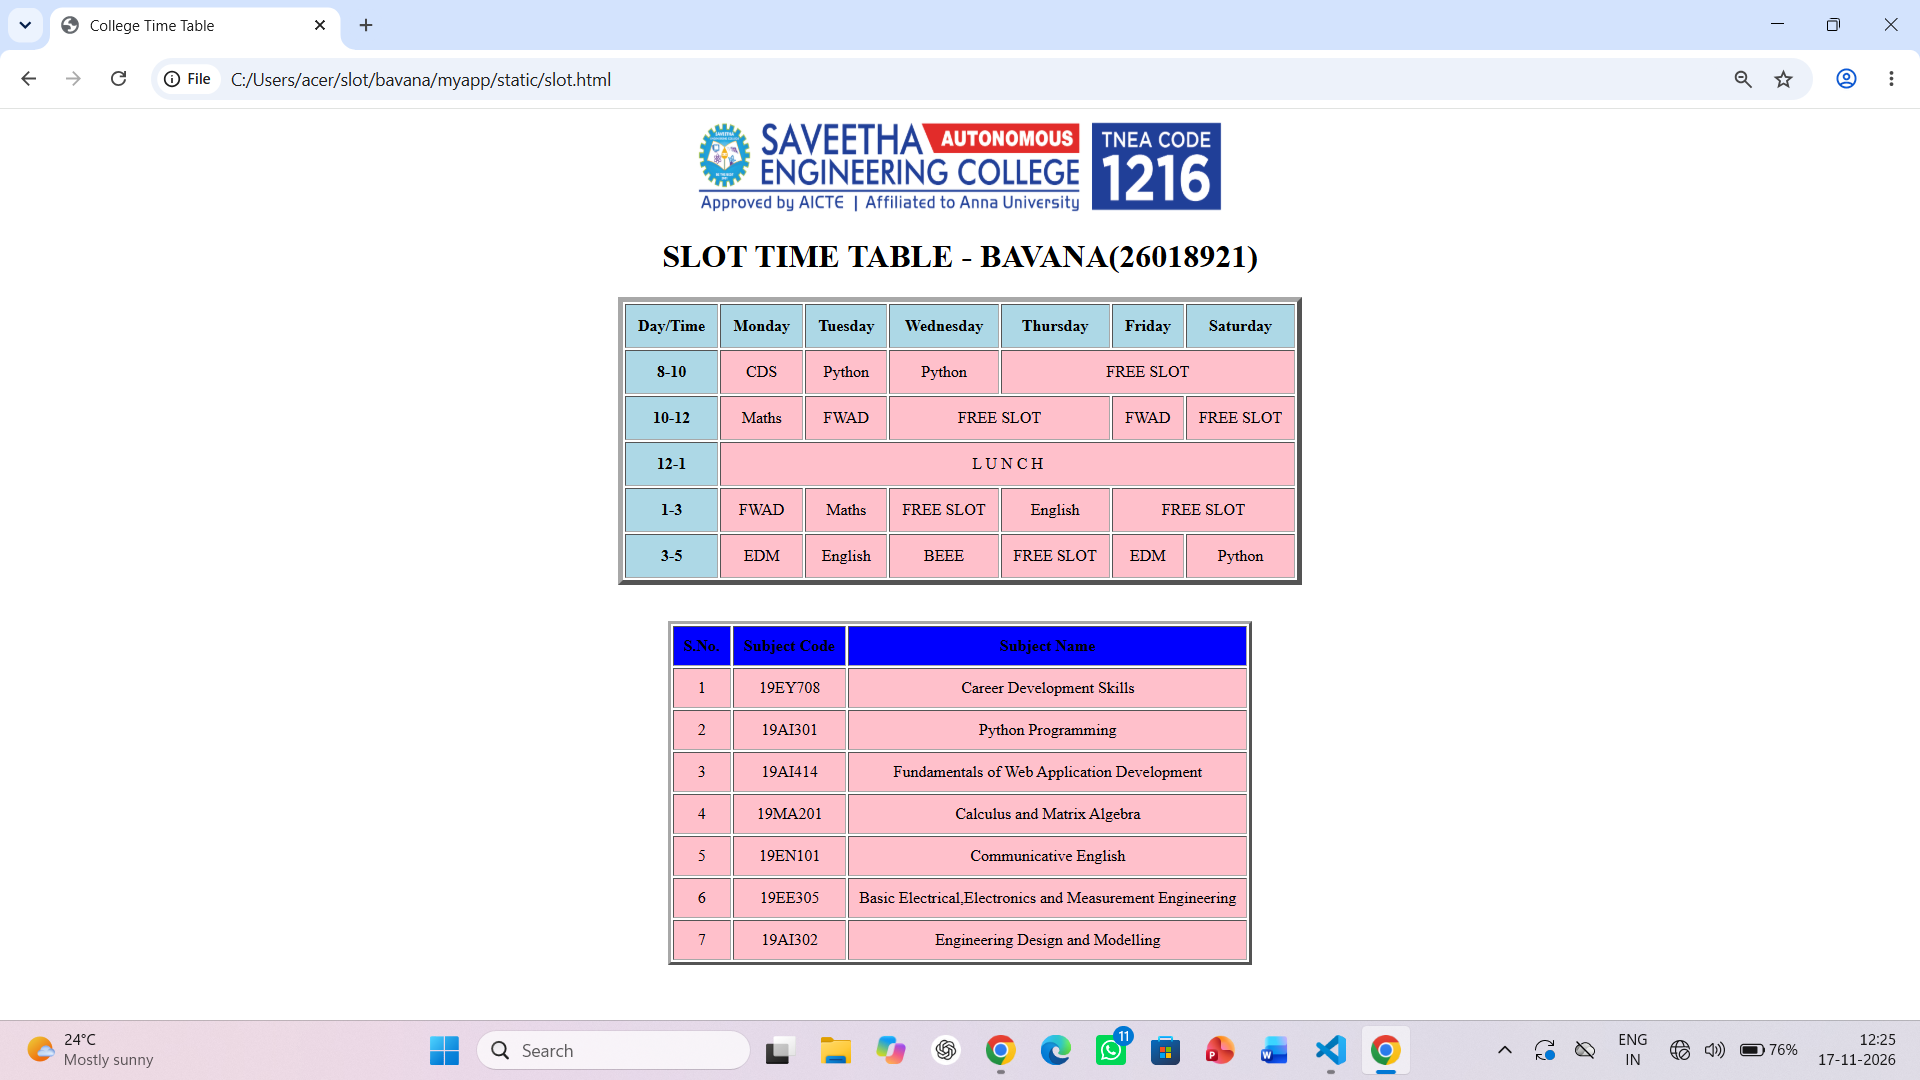 College Time Table
File C:/Users/acer/slot/bavana/myapp/static/slot.html
SAVEETHA AUTONOMOUS
ENGINEERING COLLEGE
Approved by AICTE | Affiliated to Anna University
TNEA CODE
1216
SLOT TIME TABLE - BAVANA(26018921)
Day/Time Monday Tuesday Wednesday Thursday Friday Saturday
8-10 CDS Python Python FREE SLOT
10-12 Maths FWAD FREE SLOT FWAD FREE SLOT
12-1 L U N C H
1-3 FWAD Maths FREE SLOT English FREE SLOT
3-5 EDM English BEEE FREE SLOT EDM Python
S.No. Subject Code Subject Name
1 19EY708 Career Development Skills
2 19AI301 Python Programming
3 19AI414 Fundamentals of Web Application Development
4 19MA201 Calculus and Matrix Algebra
5 19EN101 Communicative English
6 19EE305 Basic Electrical,Electronics and Measurement Engineering
7 19AI302 Engineering Design and Modelling
24°C
Mostly sunny
Search
11
ENG
IN
76%
12:25
17-11-2026